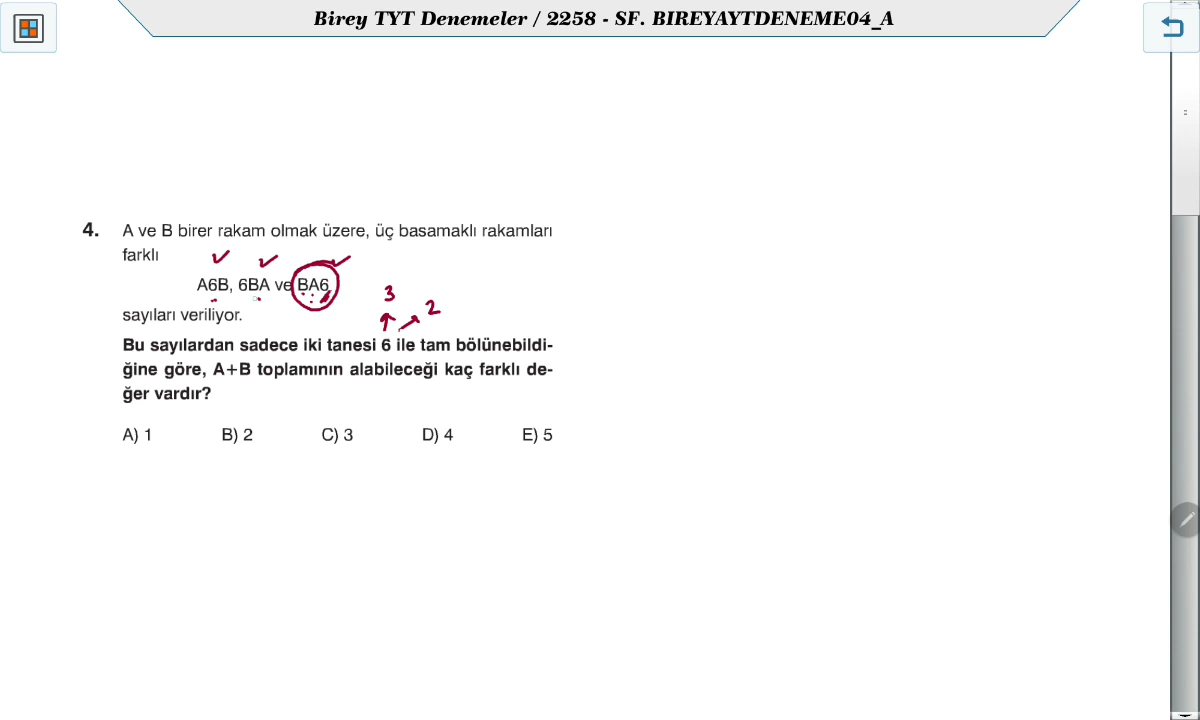 Birey TYT Denemeler / 2258 - SF. BIREYAYTDENEME04_A
4. A ve B birer rakam olmak üzere, üç basamaklı rakamları
farklı
A6B, 6BA ve BA6
3
2
sayıları veriliyor.
Bu sayılardan sadece iki tanesi 6 ile tam bölünebildi-
ğine göre, A+B toplamının alabileceği kaç farklı de-
ğer vardır?
A) 1 B) 2 C) 3 D) 4 E) 5